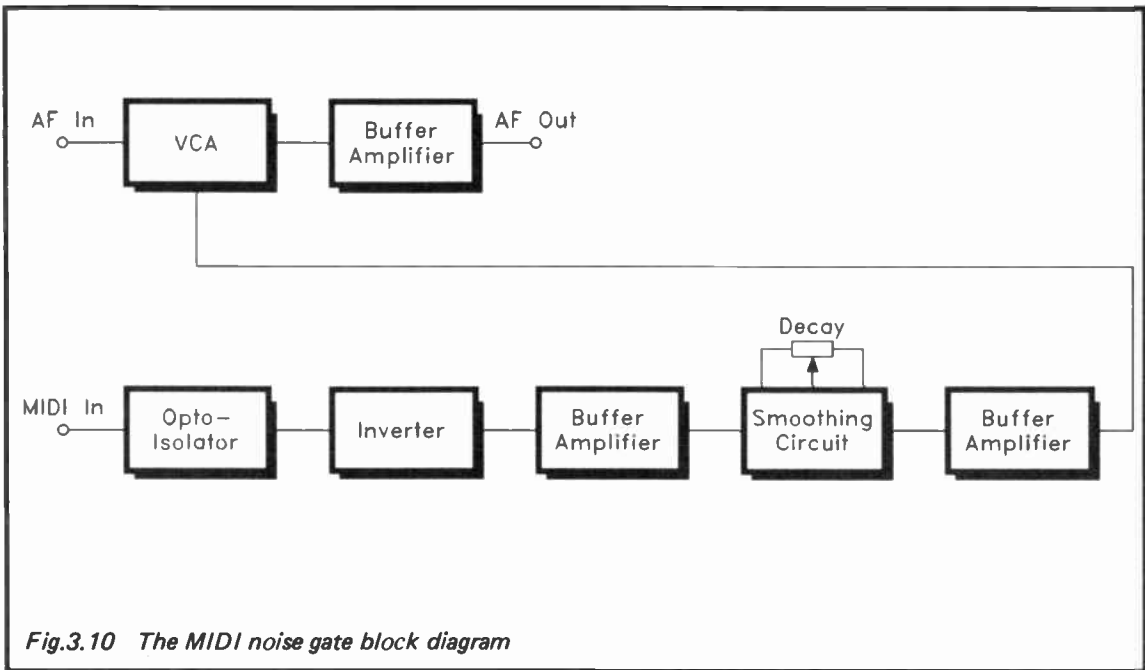 AF In
VCA
Buffer
Amplifier
AF Out
MIDI In
Opto-
Isolator
Inverter
Buffer
Amplifier
Decay
Smoothing
Circuit
Buffer
Amplifier
Fig.3.10 The MIDI noise gate block diagram